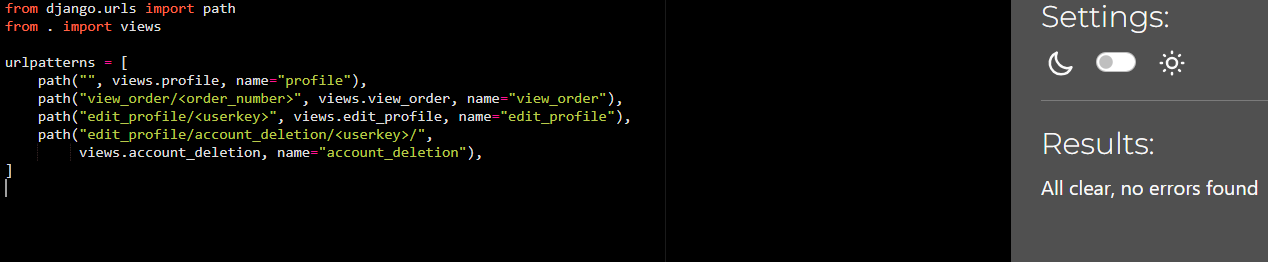 from django.urls import path
from . import views

urlpatterns = [
    path("", views.profile, name="profile"),
    path("view_order/<order_number>", views.view_order, name="view_order"),
    path("edit_profile/<userkey>", views.edit_profile, name="edit_profile"),
    path("edit_profile/account_deletion/<userkey>/",
         views.account_deletion, name="account_deletion"),
]
Settings:
Results:
All clear, no errors found